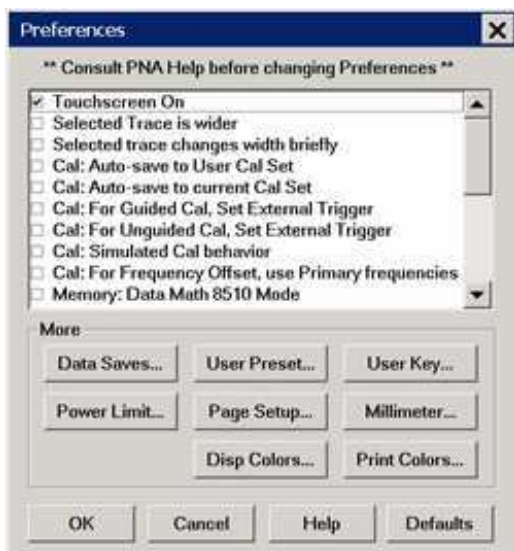 Preferences
** Consult PNA Help before changing Preferences **
Touchscreen On
Selected Trace is wider
Selected trace changes width briefly
Cal: Auto-save to User Cal Set
Cal: Auto-save to current Cal Set
Cal: For Guided Cal, Set External Trigger
Cal: For Unguided Cal, Set External Trigger
Cal: Simulated Cal behavior
Cal: For Frequency Offset, use Primary frequencies
Memory: Data Math 8510 Mode
More
Data Saves... User Preset... User Key...
Power Limit... Page Setup... Millimeter...
Disp Colors... Print Colors...
OK Cancel Help Defaults